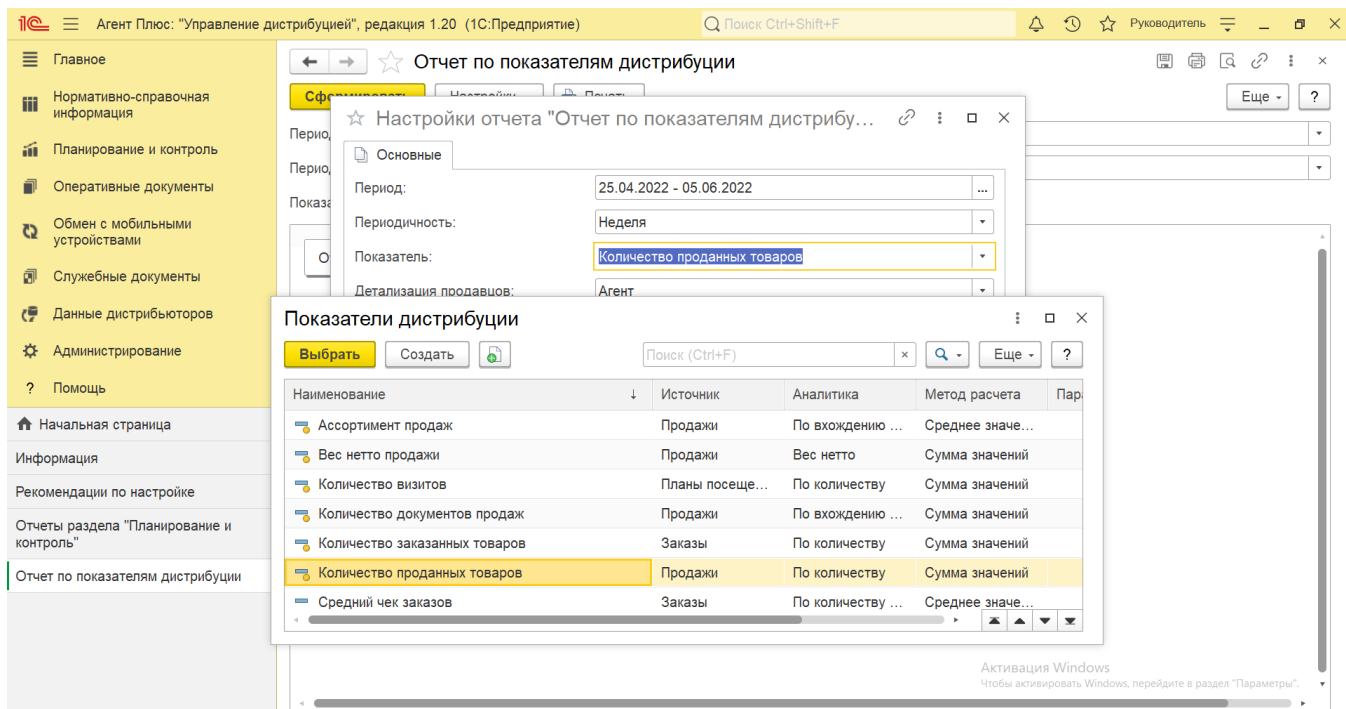 Агент Плюс: "Управление дистрибуцией", редакция 1.20 (1С:Предприятие)
Поиск Ctrl+Shift+F
Руководитель
Главное
Нормативно-справочная
информация
Планирование и контроль
Оперативные документы
Обмен с мобильными
устройствами
Служебные документы
Данные дистрибьюторов
Администрирование
? Помощь
Начальная страница
Информация
Рекомендации по настройке
Отчеты раздела "Планирование и
контроль"
Отчет по показателям дистрибуции
Отчет по показателям дистрибуции
Сформировать Настройки... Печать
Еще ?
Перио
Перио
Показа
Настройки отчета "Отчет по показателям дистрибу...
Основные
Период: 25.04.2022 - 05.06.2022 ...
Периодичность: Неделя
Показатель: Количество проданных товаров
Детализация продавцов: Агент
Показатели дистрибуции
Выбрать Создать Поиск (Ctrl+F) Еще ?
Наименование Источник Аналитика Метод расчета Пар
Ассортимент продаж Продажи По вхождению ... Среднее значе...
Вес нетто продажи Продажи Вес нетто Сумма значений
Количество визитов Планы посеще... По количеству Сумма значений
Количество документов продаж Продажи По вхождению ... Сумма значений
Количество заказанных товаров Заказы По количеству Сумма значений
Количество проданных товаров Продажи По количеству Сумма значений
Средний чек заказов Заказы По количеству ... Среднее значе...
Активация Windows
Чтобы активировать Windows, перейдите в раздел "Параметры".